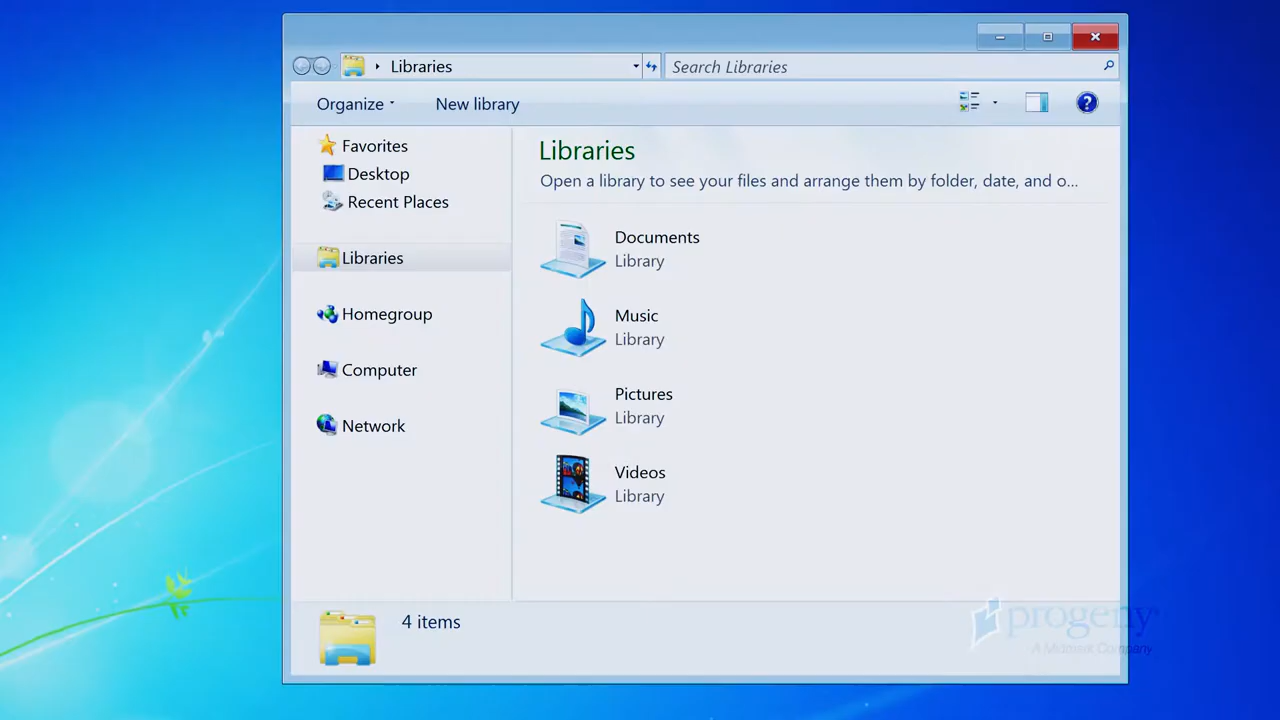 Libraries
Search Libraries
Organize
New library
Favorites
Desktop
Recent Places
Libraries
Homegroup
Computer
Network
Libraries
Open a library to see your files and arrange them by folder, date, and o...
Documents
Library
Music
Library
Pictures
Library
Videos
Library
4 items
progeny
A Midmark Company